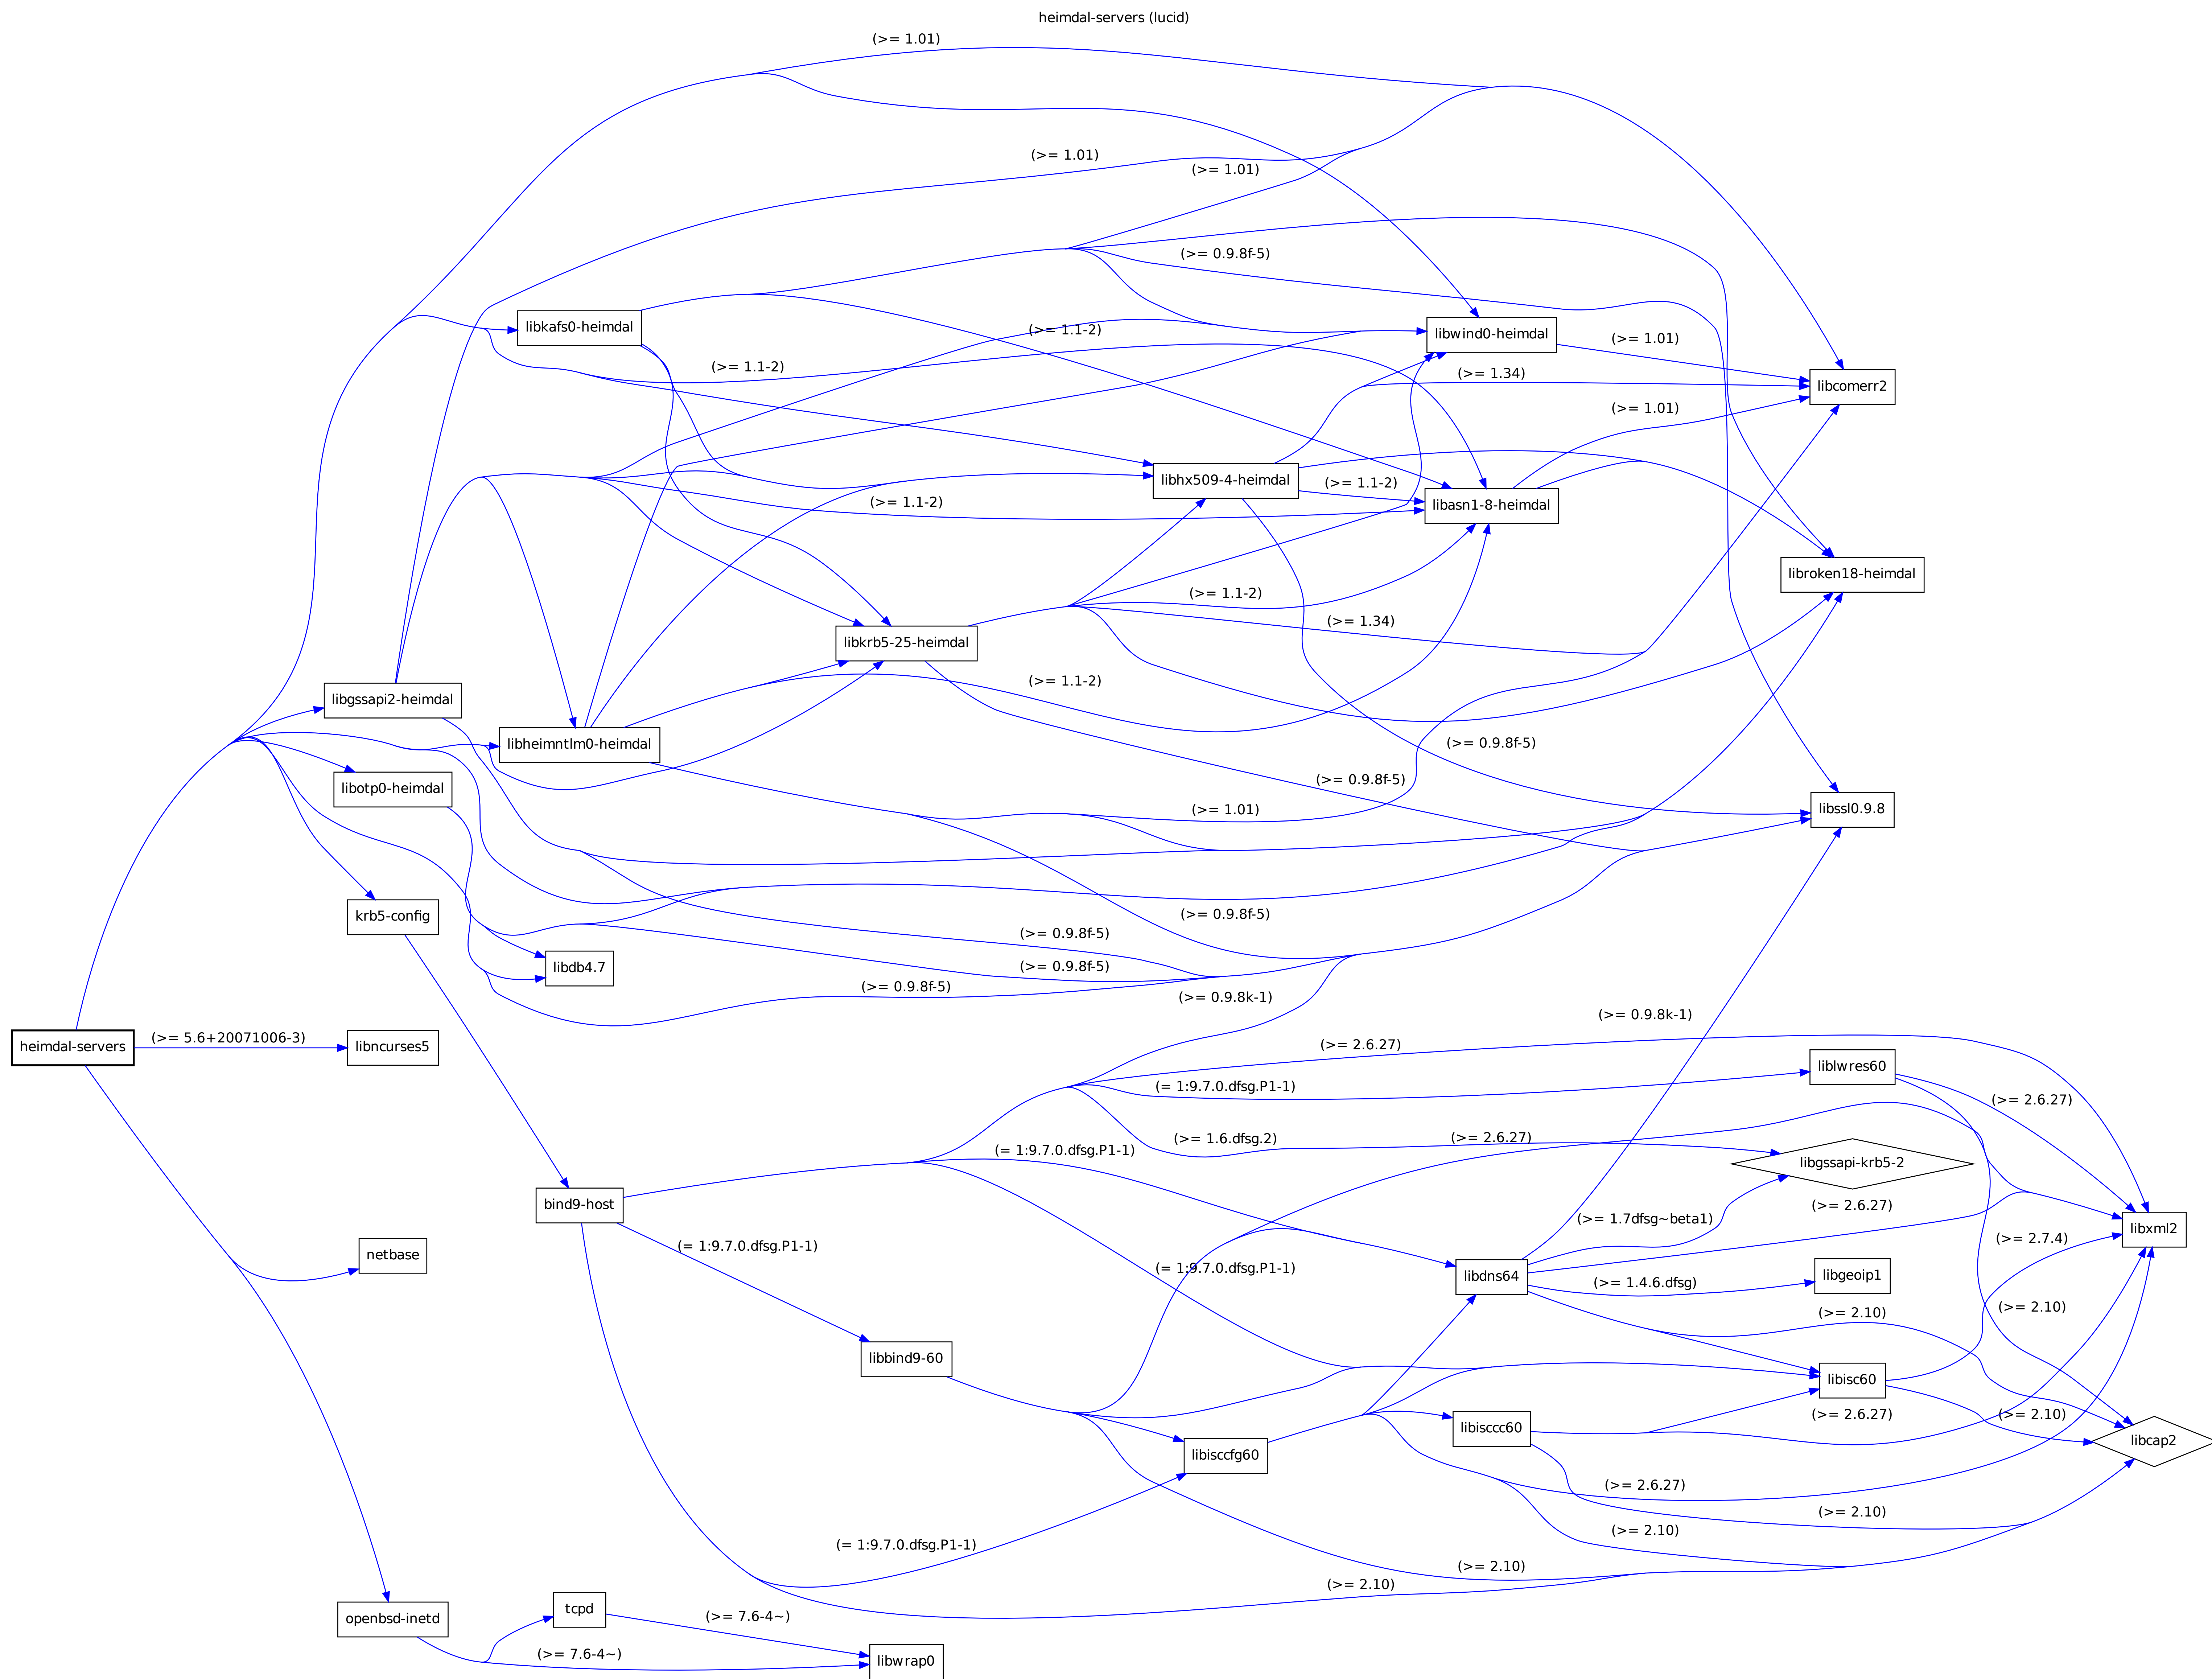 heimdal-servers (lucid)
(>= 1.01)
(>= 1.01)
(>= 1.01)
(>= 0.9.8f-5)
libkafs0-heimdal
(>= 1.1-2)
libwind0-heimdal
(>= 1.01)
(>= 1.1-2)
(>= 1.34)
libcomerr2
(>= 1.01)
libhx509-4-heimdal
(>= 1.1-2)
(>= 1.1-2)
libasn1-8-heimdal
libroken18-heimdal
(>= 1.1-2)
(>= 1.34)
libkrb5-25-heimdal
(>= 1.1-2)
libgssapi2-heimdal
libheimntlm0-heimdal
(>= 0.9.8f-5)
(>= 0.9.8f-5)
libotp0-heimdal
(>= 1.01)
libssl0.9.8
krb5-config
(>= 0.9.8f-5)
(>= 0.9.8f-5)
(>= 0.9.8f-5)
libdb4.7
(>= 0.9.8f-5)
(>= 0.9.8k-1)
(>= 0.9.8k-1)
heimdal-servers
(>= 5.6+20071006-3)
libncurses5
(>= 2.6.27)
liblwres60
(= 1:9.7.0.dfsg.P1-1)
(>= 2.6.27)
(>= 1.6.dfsg.2)
(>= 2.6.27)
(= 1:9.7.0.dfsg.P1-1)
libgssapi-krb5-2
bind9-host
(>= 2.6.27)
(>= 1.7dfsg~beta1)
libxml2
(= 1:9.7.0.dfsg.P1-1)
(>= 2.7.4)
netbase
(= 1:9.7.0.dfsg.P1-1)
libdns64
(>= 1.4.6.dfsg)
libgeoip1
(>= 2.10)
(>= 2.10)
libbind9-60
libisc60
(>= 2.6.27)
(>= 2.10)
libisccc60
libcap2
libisccfg60
(>= 2.6.27)
(>= 2.10)
(>= 2.10)
(= 1:9.7.0.dfsg.P1-1)
(>= 2.10)
(>= 2.10)
openbsd-inetd
tcpd
(>= 7.6-4~)
(>= 7.6-4~)
libwrap0